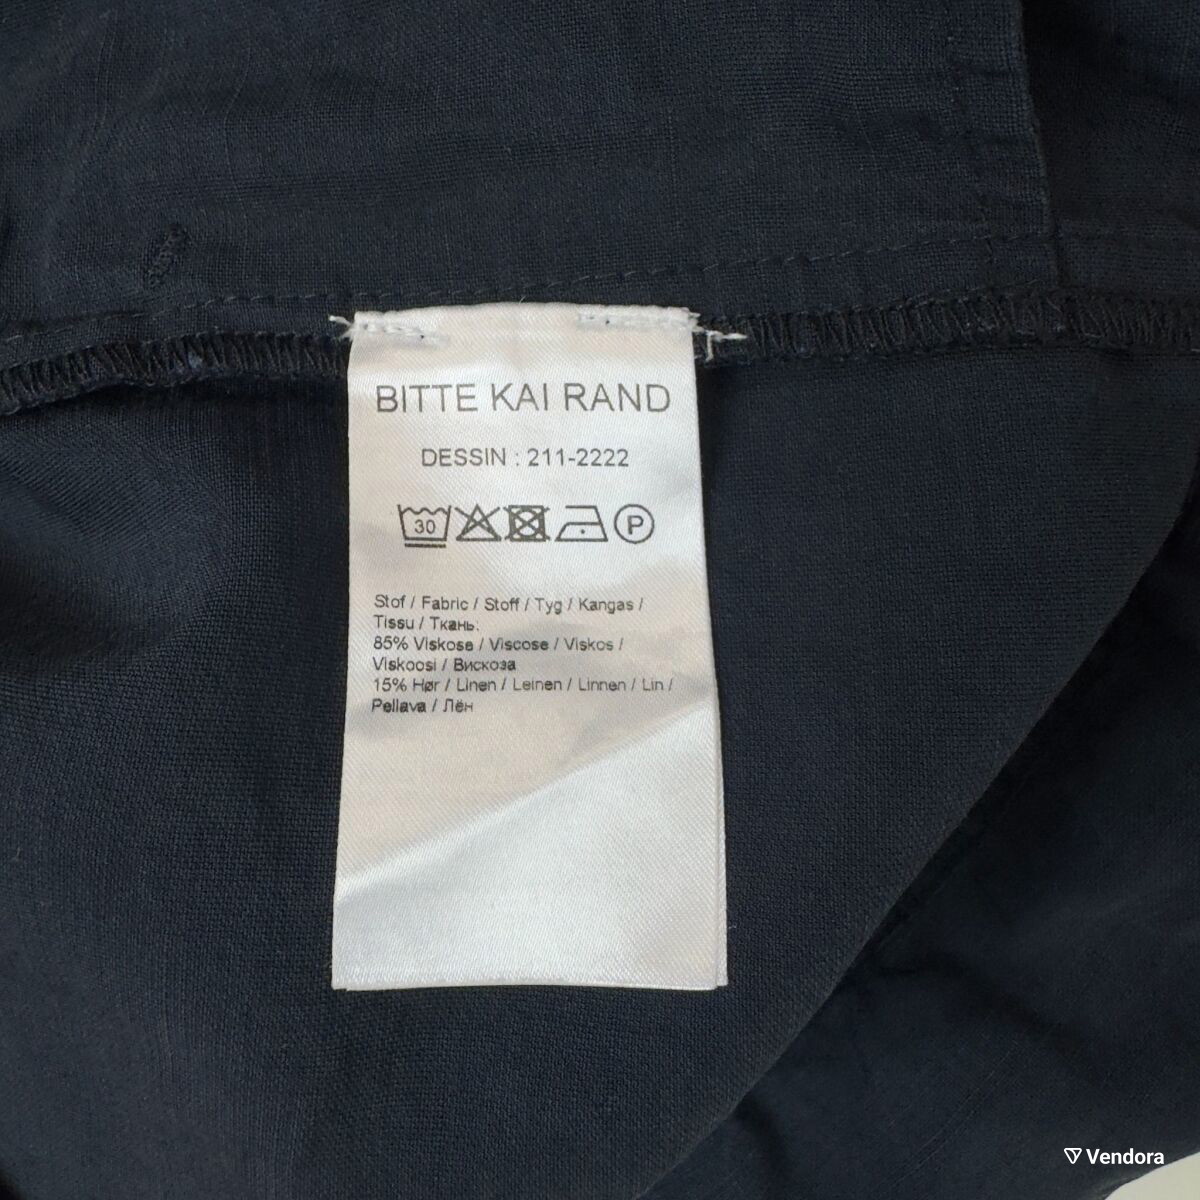 BITTE KAI RAND
DESSIN : 211-2222
30 P
Stof / Fabric / Stoff / Tyg / Kangas /
Tissu / Ткань:
85% Viskose / Viscose / Viskos /
Viskoosi / Вискоза
15% Hør / Linen / Leinen / Linnen / Lin /
Pellava / Лён
Vendora